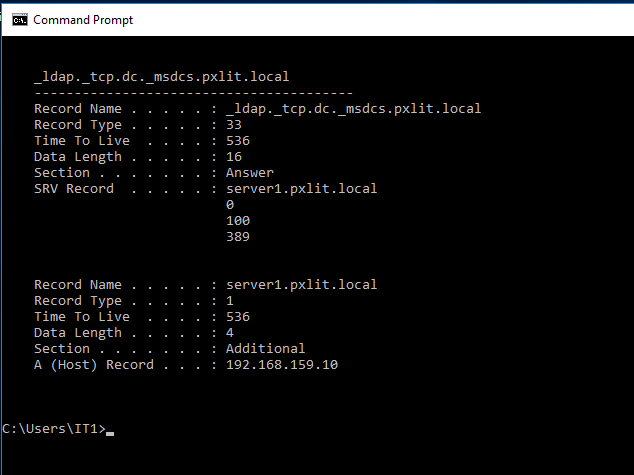 Command Prompt
_ldap._tcp.dc._msdcs.pxlit.local
----------------------------------------
Record Name . . . . . : _ldap._tcp.dc._msdcs.pxlit.local
Record Type . . . . . : 33
Time To Live  . . . . : 536
Data Length . . . . . : 16
Section . . . . . . . : Answer
SRV Record  . . . . . : server1.pxlit.local
0
100
389
Record Name . . . . . : server1.pxlit.local
Record Type . . . . . : 1
Time To Live  . . . . : 536
Data Length . . . . . : 4
Section . . . . . . . : Additional
A (Host) Record . . . : 192.168.159.10
C:\Users\IT1>